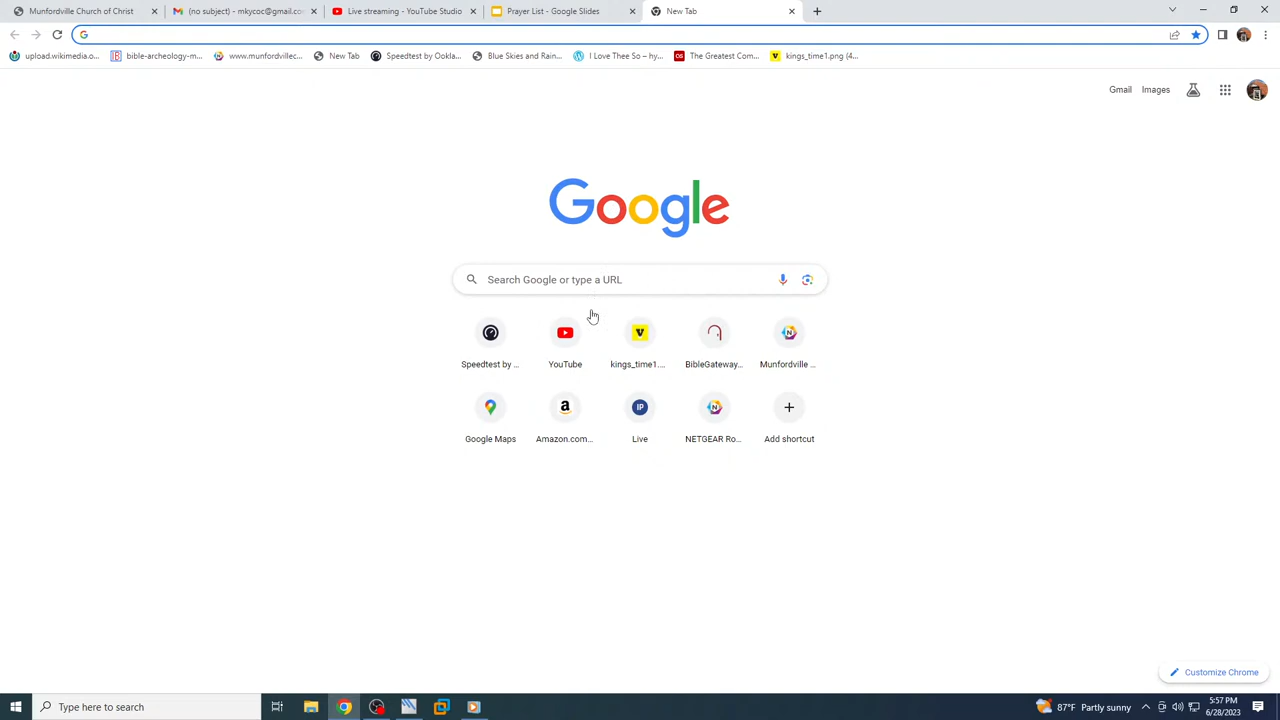 Munfordville Church of Christ
(no subject) - mkycoc@gmail.con
Live streaming - YouTube Studio
Prayer List - Google Slides
New Tab
upload.wikimedia.o...
bible-archeology-m...
www.munfordvillec...
New Tab
Speedtest by Ookla...
Blue Skies and Rain...
I Love Thee So – hy...
The Greatest Com...
kings_time1.png (4...
Gmail
Images
Google
Search Google or type a URL
Speedtest by ...
YouTube
kings_time1....
BibleGateway...
Munfordville ...
Google Maps
Amazon.com...
Live
NETGEAR Ro...
Add shortcut
Customize Chrome
Type here to search
87°F Partly sunny
5:57 PM
6/28/2023